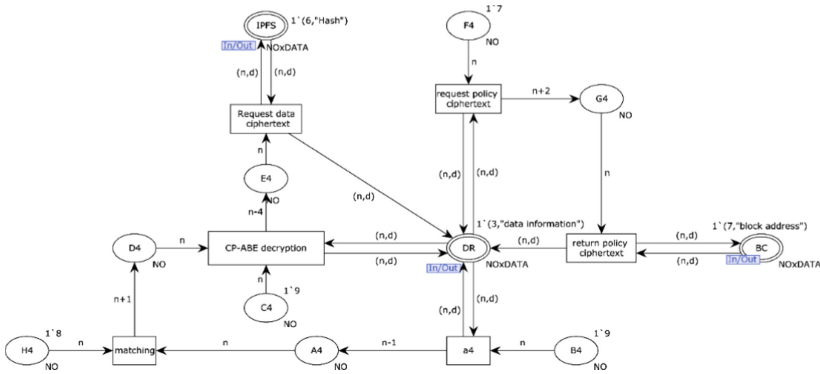 IPFS
1`(6,"Hash")
In/Out
NOxDATA
(n,d)
(n,d)
Request data
ciphertext
n
E4
NO
n-4
(n,d)
F4
1`7
NO
n
request policy
ciphertext
n+2
G4
NO
(n,d)
(n,d)
n
D4
NO
n
CP-ABE decryption
(n,d)
(n,d)
1`(3,"data information")
DR
In/Out
NOxDATA
(n,d)
return policy
ciphertext
(n,d)
(n,d)
1`(7,"block address")
BC
In/Out
NOxDATA
n+1
n
C4
1`9
NO
(n,d)
(n,d)
H4
1`8
NO
n
matching
n
A4
NO
n-1
a4
n
B4
1`9
NO